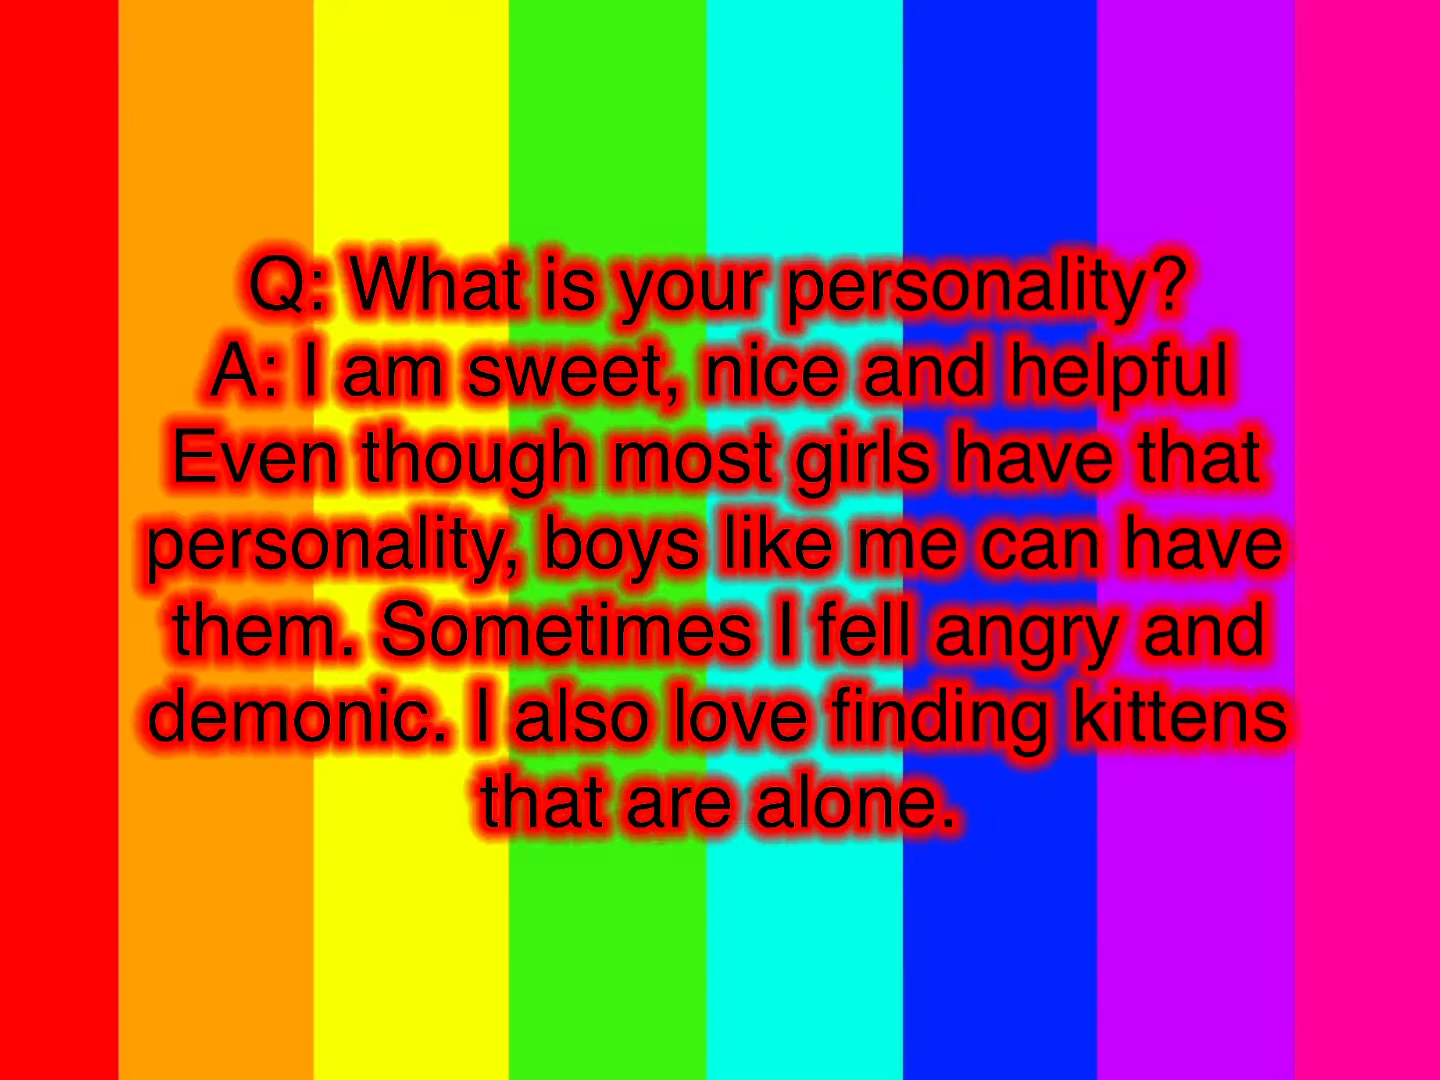 Q: What is your personality?
A: I am sweet, nice and helpful
Even though most girls have that
personality, boys like me can have
them. Sometimes I fell angry and
demonic. I also love finding kittens
that are alone.